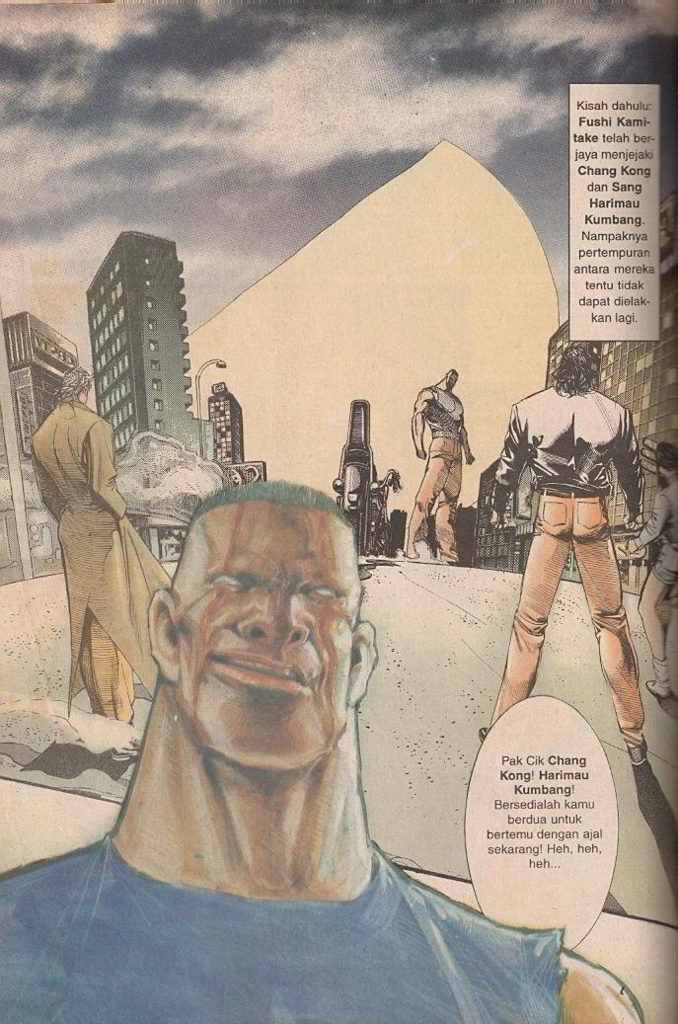 Kisah dahulu:
Fushi Kami-
take telah ber-
jaya menjejaki
Chang Kong
dan Sang
Harimau
Kumbang.
Nampaknya
pertempuran
antara mereka
tentu tidak
dapat dielak-
kan lagi.
Pak Cik Chang
Kong! Harimau
Kumbang!
Bersedialah kamu
berdua untuk
bertemu dengan ajal
sekarang! Heh, heh,
heh...